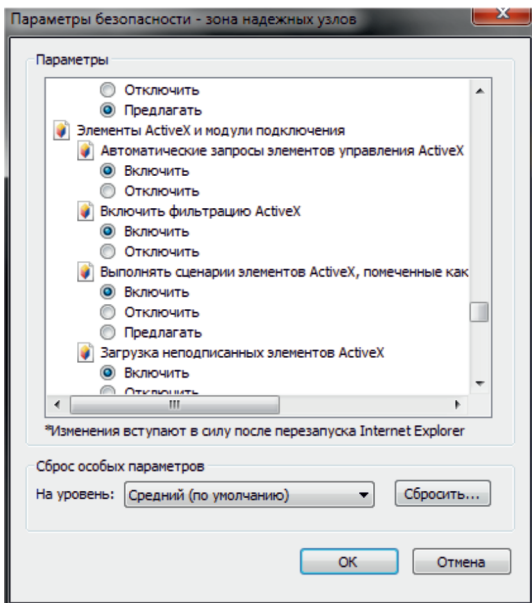 Параметры безопасности - зона надежных узлов
Параметры
Отключить
Предлагать
Элементы ActiveX и модули подключения
Автоматические запросы элементов управления ActiveX
Включить
Отключить
Включить фильтрацию ActiveX
Включить
Отключить
Выполнять сценарии элементов ActiveX, помеченные как
Включить
Отключить
Предлагать
Загрузка неподписанных элементов ActiveX
Включить
Отключить
*Изменения вступают в силу после перезапуска Internet Explorer
Сброс особых параметров
На уровень: Средний (по умолчанию) Сбросить...
ОК Отмена